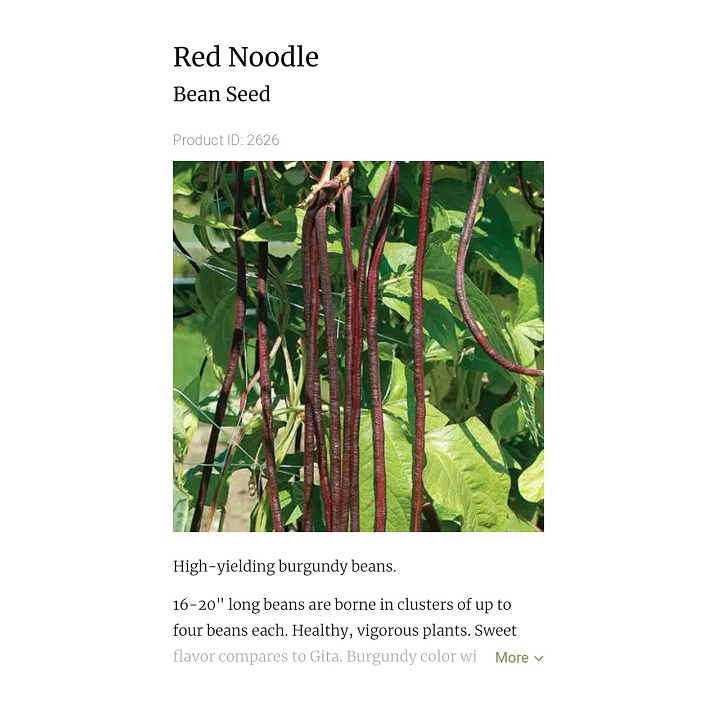 Red Noodle
Bean Seed
Product ID: 2626
High-yielding burgundy beans.
16-20" long beans are borne in clusters of up to
four beans each. Healthy, vigorous plants. Sweet
flavor compares to Gita. Burgundy color wi More